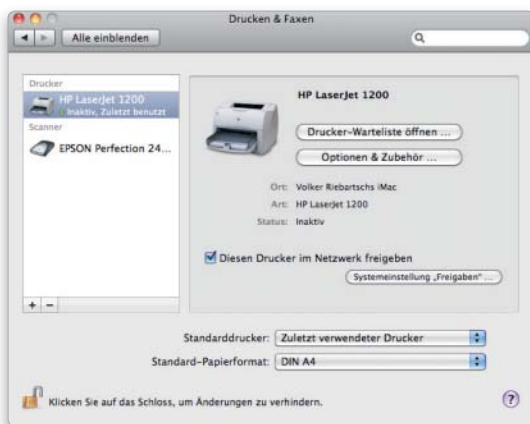 Drucken & Faxen
Alle einblenden
Drucker
HP LaserJet 1200
Inaktiv, Zuletzt benutzt
Scanner
EPSON Perfection 24...
HP LaserJet 1200
Drucker-Warteliste öffnen ...
Optionen & Zubehör ...
Ort: Volker Riebartschs iMac
Art: HP LaserJet 1200
Status: Inaktiv
Diesen Drucker im Netzwerk freigeben
Systemeinstellung „Freigaben“ ...
+ −
Standarddrucker: Zuletzt verwendeter Drucker
Standard-Papierformat: DIN A4
Klicken Sie auf das Schloss, um Änderungen zu verhindern.
?